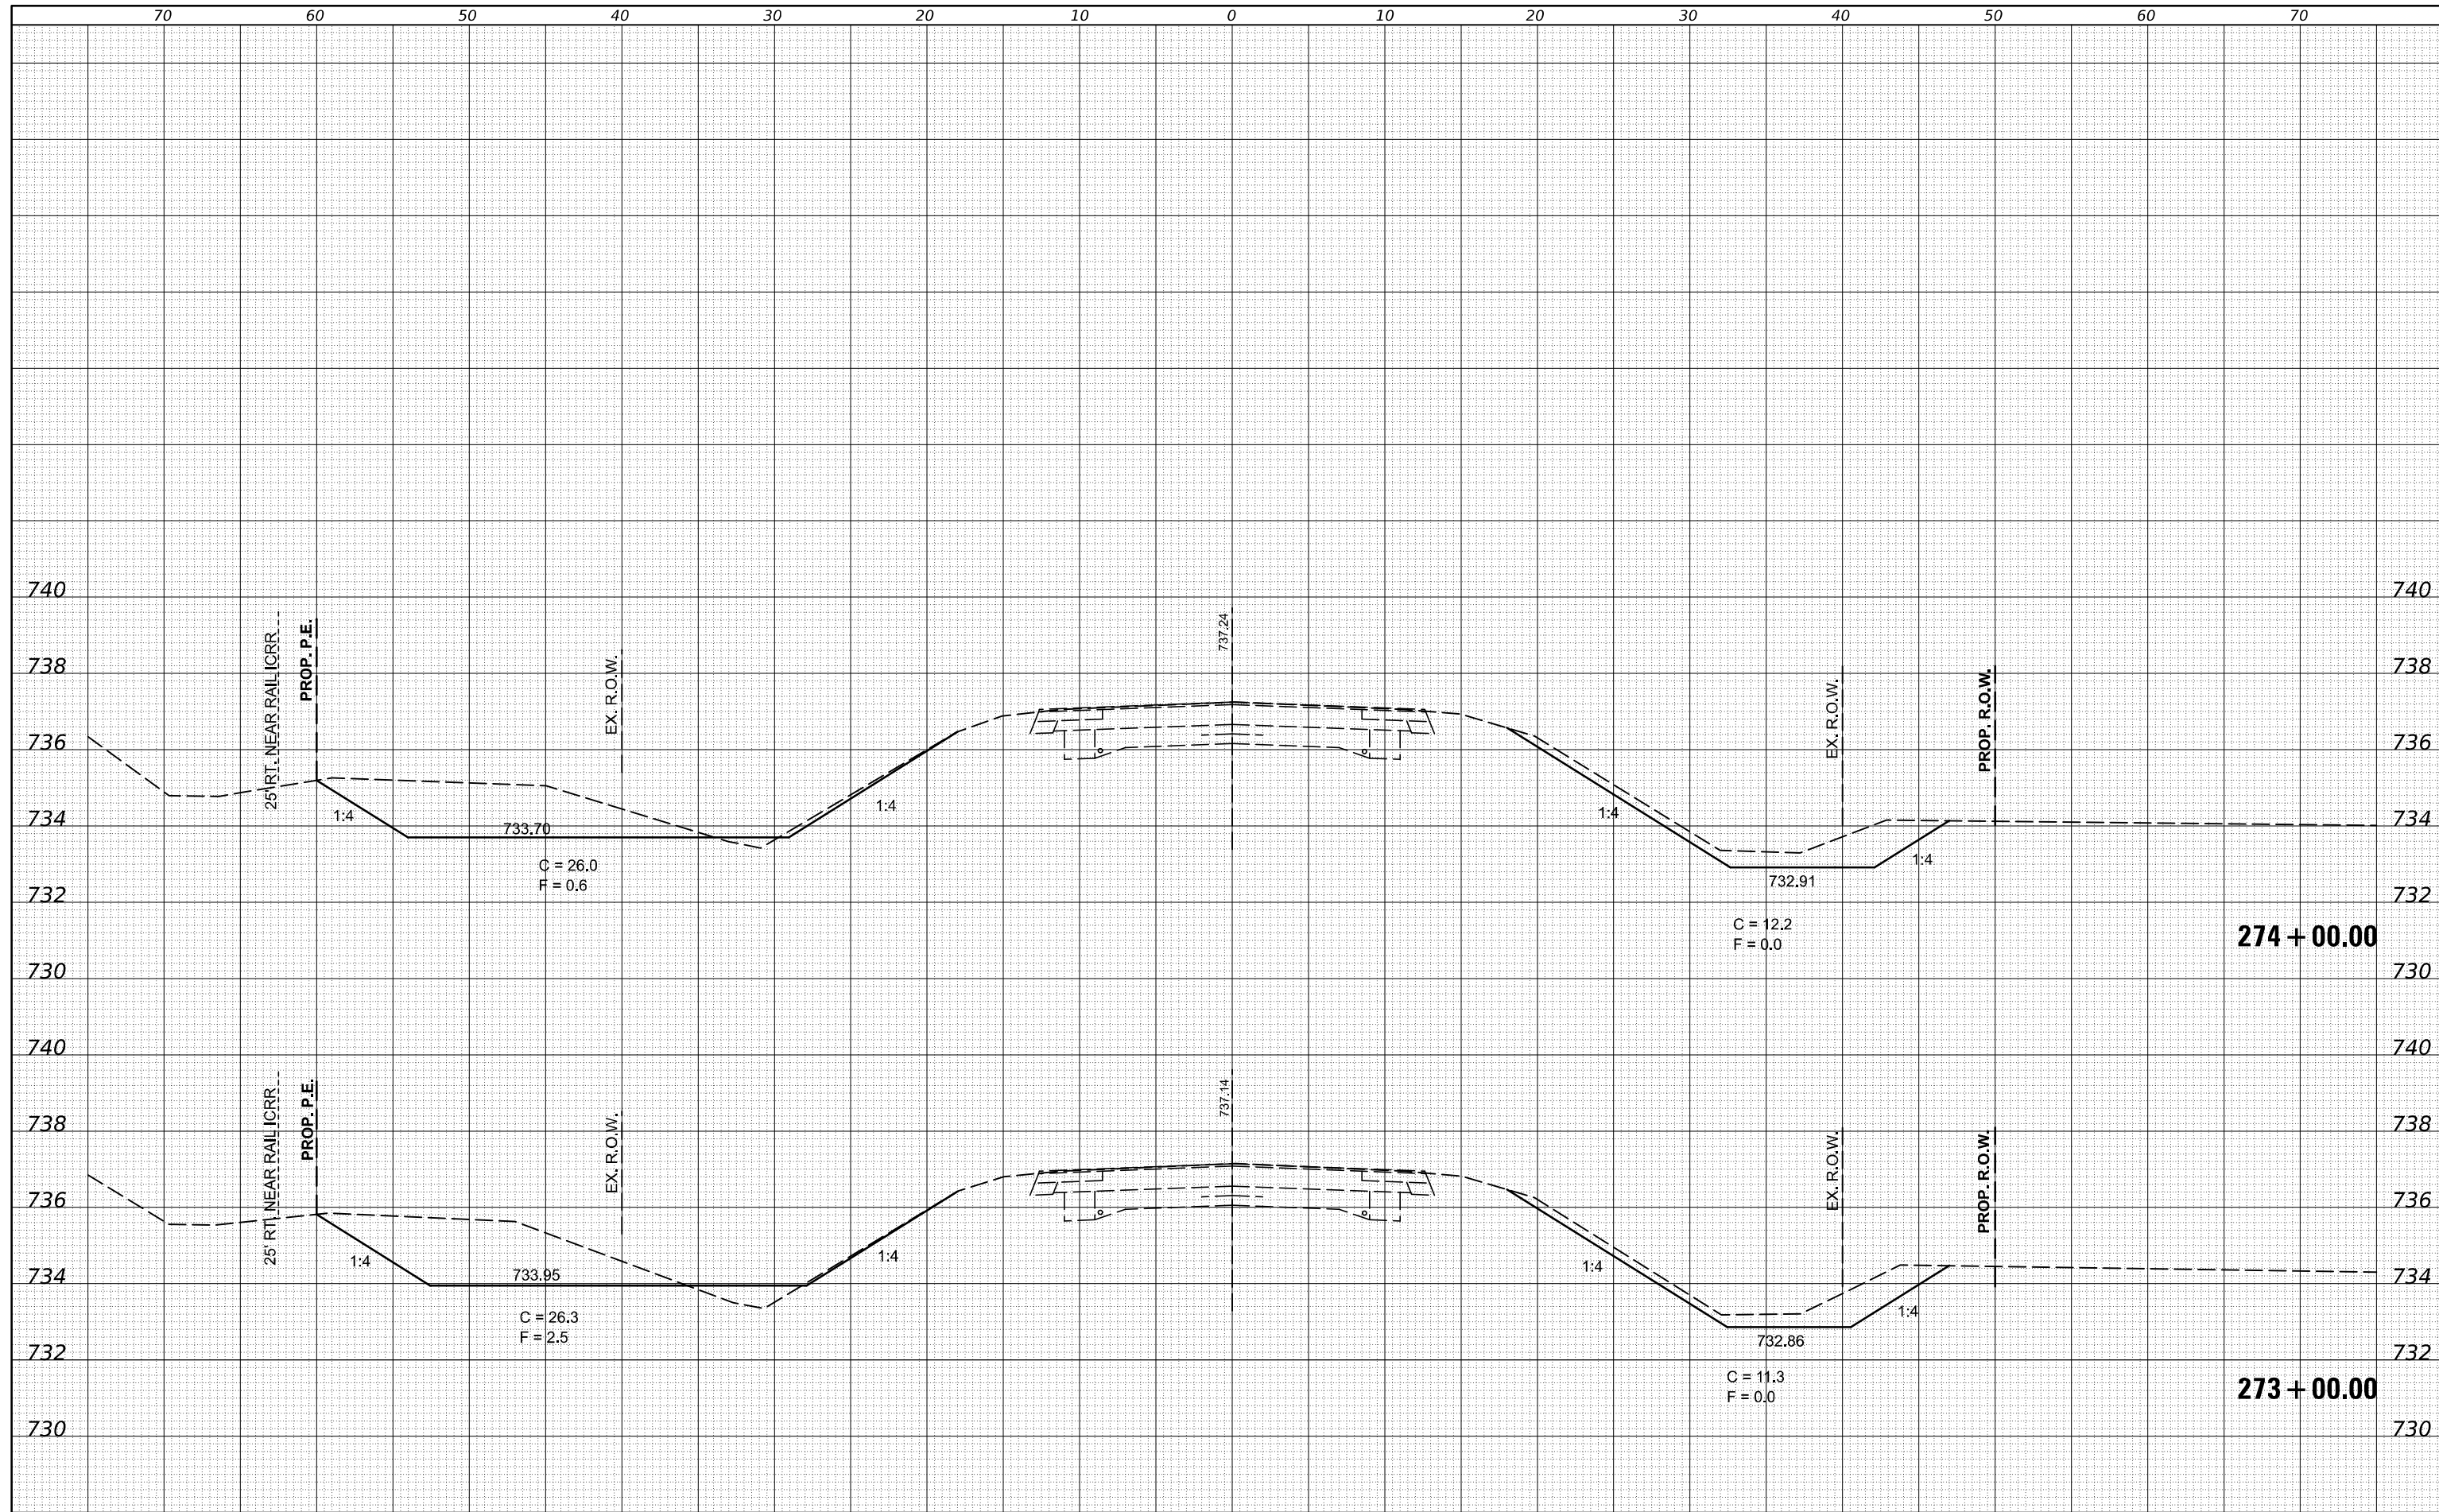 70 60 50 40 30 20 10 0 10 20 30 40 50 60 70
740 740
25' RT. NEAR RAIL ICRR
PROP. P.E.
EX. R.O.W.
737.24
EX. R.O.W.
PROP. R.O.W.
738 738
736 736
1:4
1:4
1:4
734 734
733.70
1:4
C = 26.0
F = 0.6
732.91
732 732
C = 12.2
F = 0.0
274 + 00.00
730 730
740 740
25' RT. NEAR RAIL ICRR
PROP. P.E.
EX. R.O.W.
737.14
EX. R.O.W.
PROP. R.O.W.
738 738
736 736
1:4
1:4
1:4
733.95
734 734
1:4
C = 26.3
F = 2.5
732.86
732 732
C = 11.3
F = 0.0
273 + 00.00
730 730